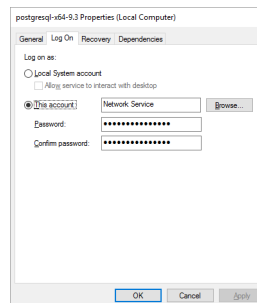 postgresql-x64-9.3 Properties (Local Computer)
General Log On Recovery Dependencies
Log on as:
Local System account
Allow service to interact with desktop
This account: Network Service Browse...
Password: •••••••••••••••
Confirm password: •••••••••••••••
OK Cancel Apply